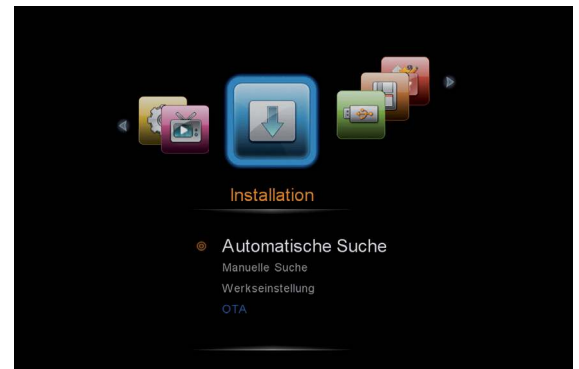 Installation
Automatische Suche
Manuelle Suche
Werkseinstellung
OTA